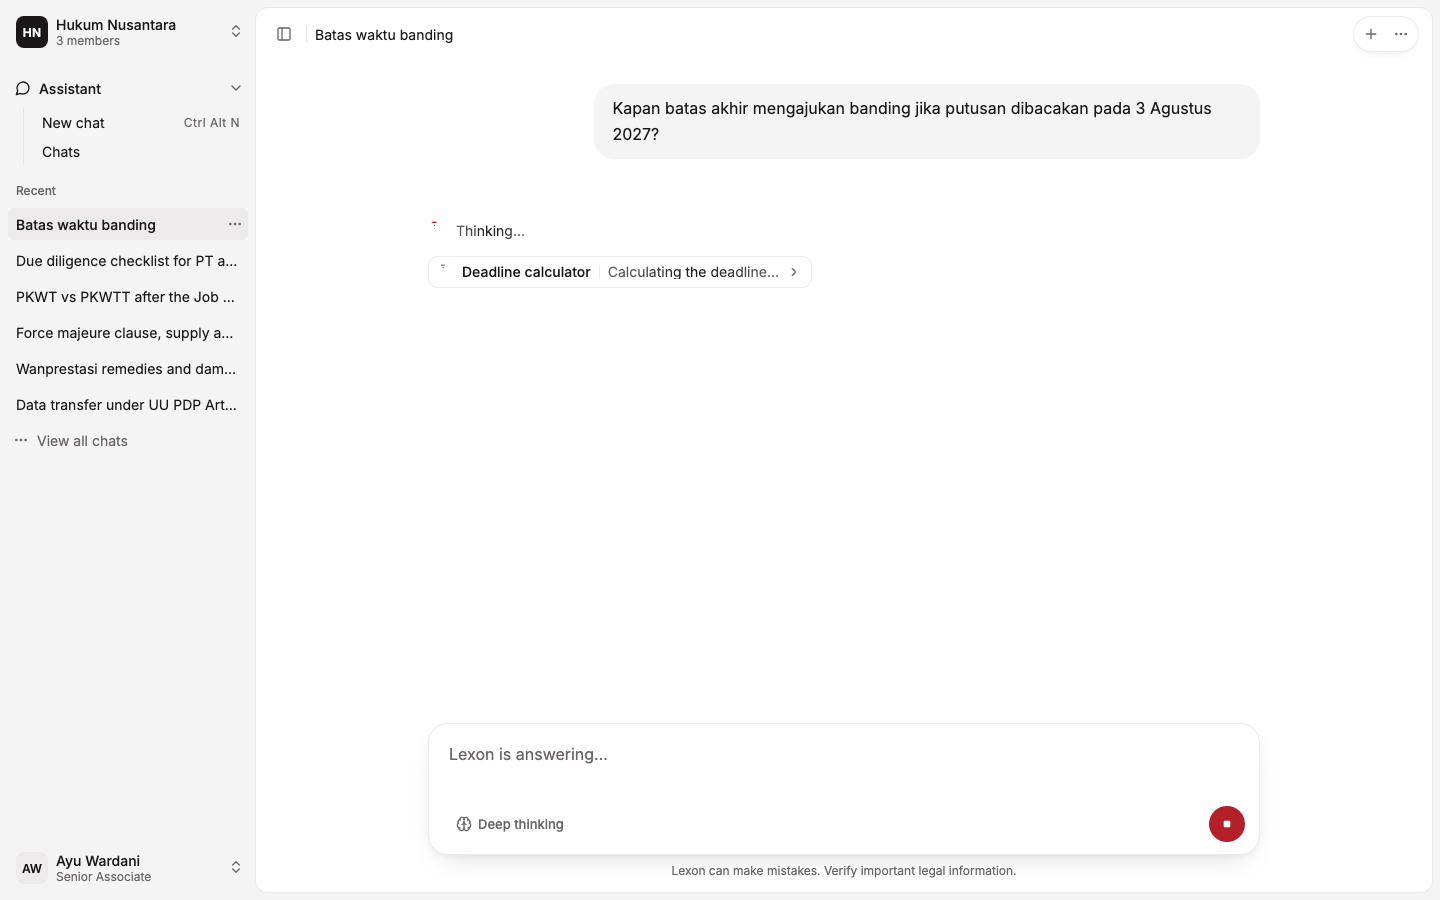 HN
Hukum Nusantara
3 members
Assistant
New chat Ctrl Alt N
Chats
Recent
Batas waktu banding
Due diligence checklist for PT a...
PKWT vs PKWTT after the Job ...
Force majeure clause, supply a...
Wanprestasi remedies and dam...
Data transfer under UU PDP Art...
View all chats
AW
Ayu Wardani
Senior Associate
Batas waktu banding
Kapan batas akhir mengajukan banding jika putusan dibacakan pada 3 Agustus
2027?
Thinking...
Deadline calculator Calculating the deadline...
Lexon is answering...
Deep thinking
Lexon can make mistakes. Verify important legal information.